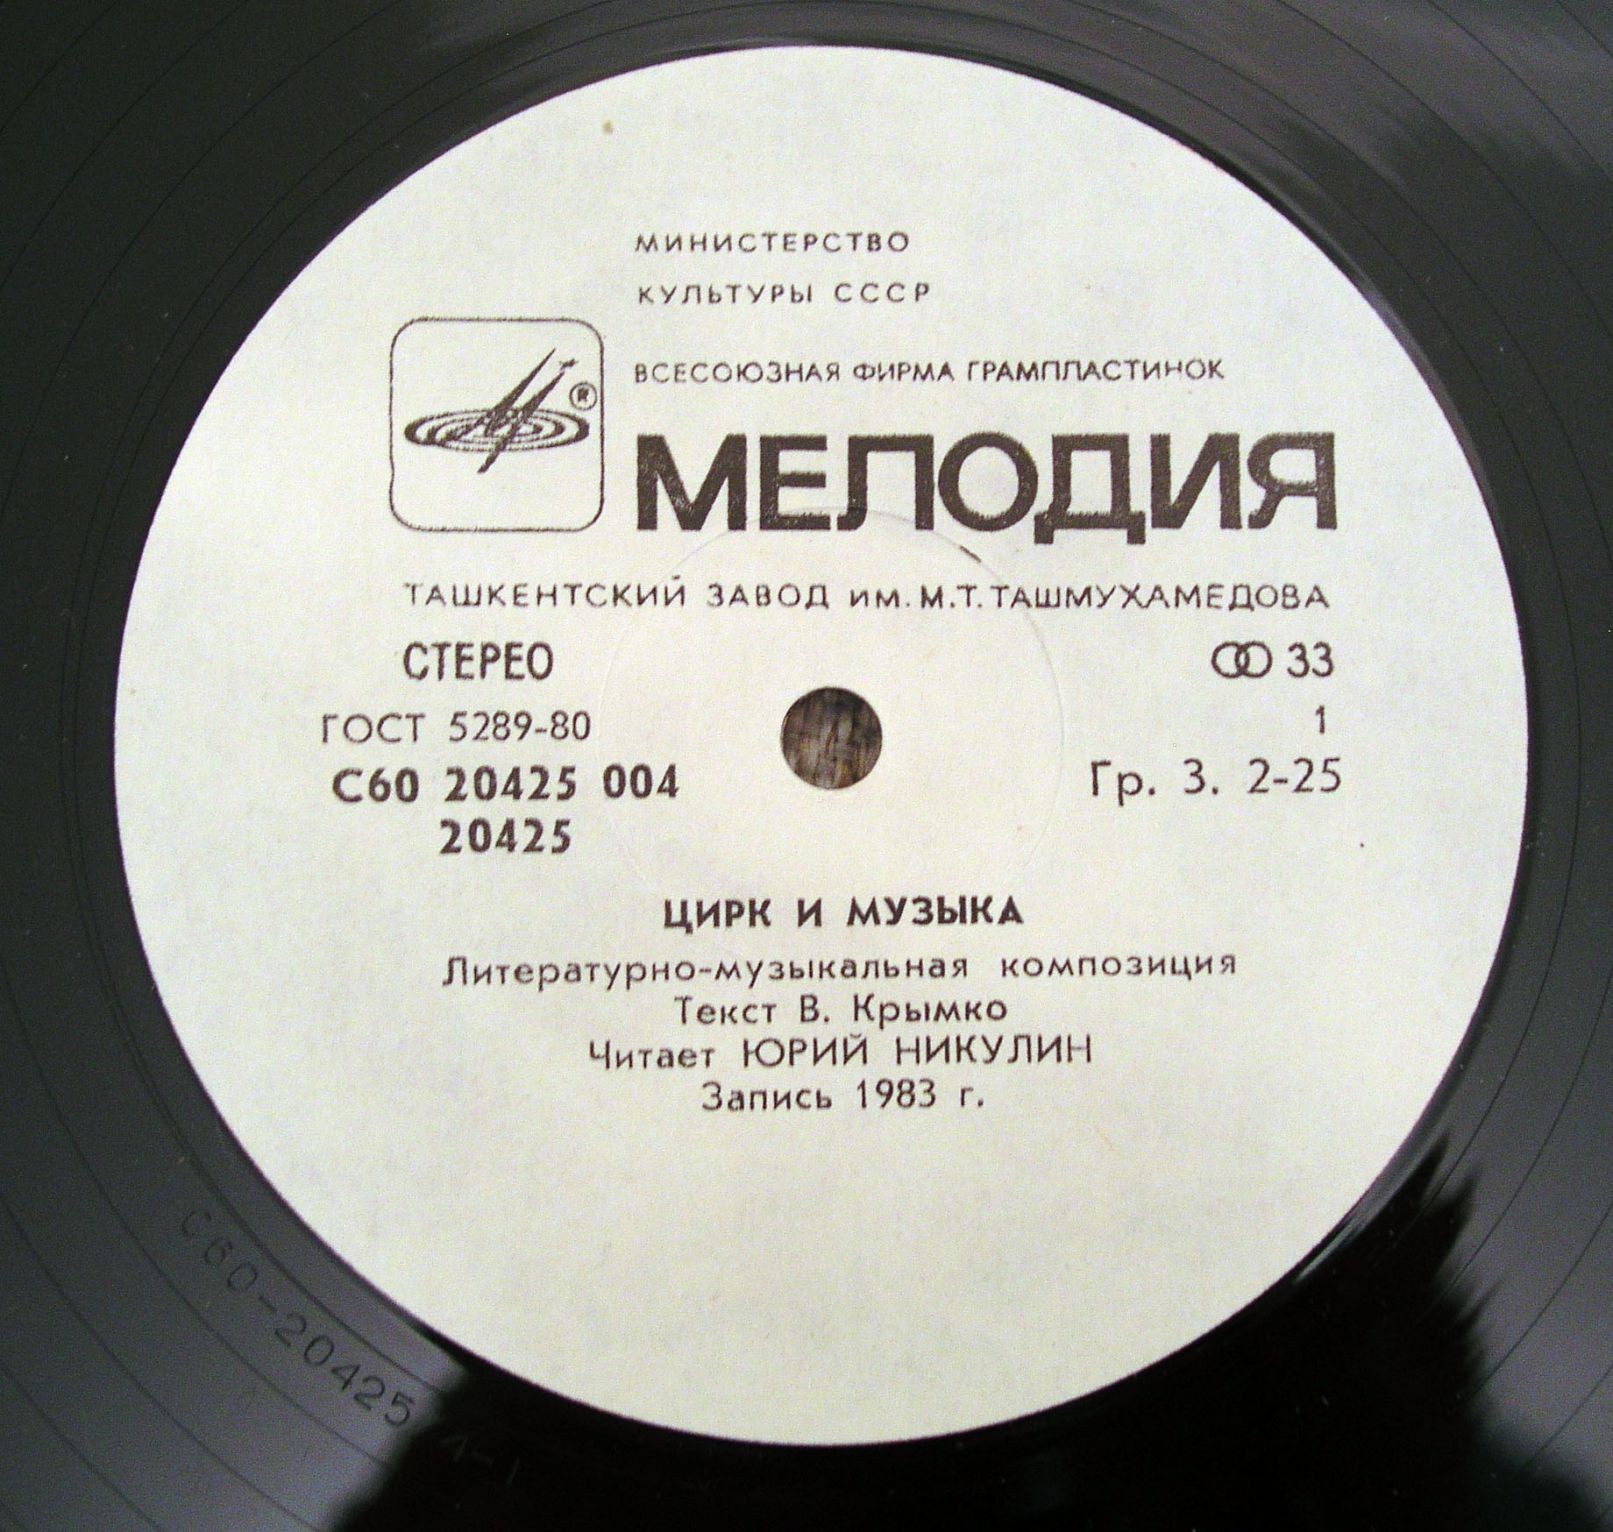 МИНИСТЕРСТВО
КУЛЬТУРЫ СССР
ВСЕСОЮЗНАЯ ФИРМА ГРАМПЛАСТИНОК
®
МЕЛОДИЯ
ТАШКЕНТСКИЙ ЗАВОД ИМ. М.Т. ТАШМУХАМЕДОВА
СТЕРЕО 33
ГОСТ 5289-80 1
С60 20425 004 Гр. 3. 2-25
20425
ЦИРК И МУЗЫКА
Литературно-музыкальная композиция
Текст В. Крымко
Читает ЮРИЙ НИКУЛИН
Запись 1983 г.
С60-20425